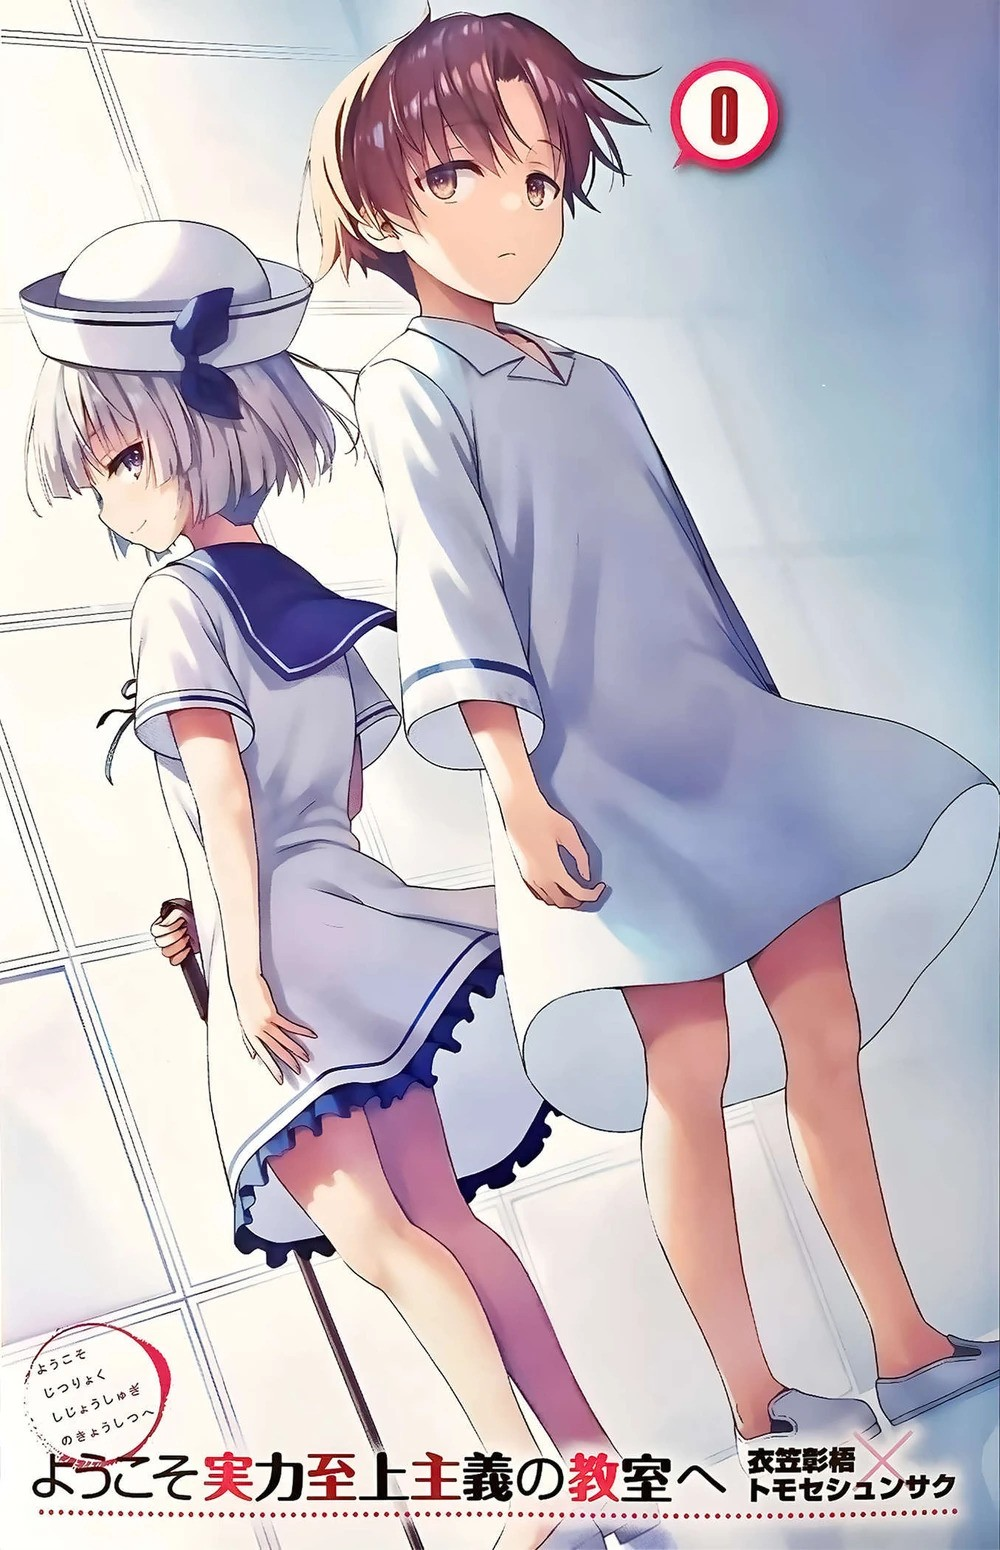 0
ようこそ
じつりょく
しじょうしゅぎ
のきょうしつへ
ようこそ実力至上主義の教室へ
衣笠彰梧
×
トモセシュンサク